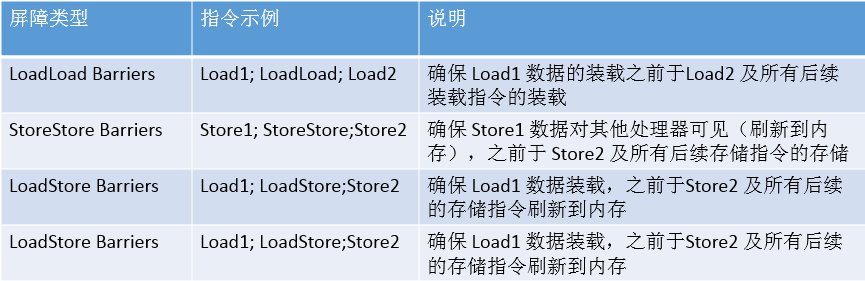 屏障类型 指令示例 说明
LoadLoad Barriers Load1; LoadLoad; Load2 确保 Load1 数据的装载之前于Load2 及所有后续
装载指令的装载
StoreStore Barriers Store1; StoreStore;Store2 确保 Store1 数据对其他处理器可见（刷新到内
存），之前于 Store2 及所有后续存储指令的存储
LoadStore Barriers Load1; LoadStore;Store2 确保 Load1 数据装载，之前于Store2 及所有后续
的存储指令刷新到内存
LoadStore Barriers Load1; LoadStore;Store2 确保 Load1 数据装载，之前于Store2 及所有后续
的存储指令刷新到内存